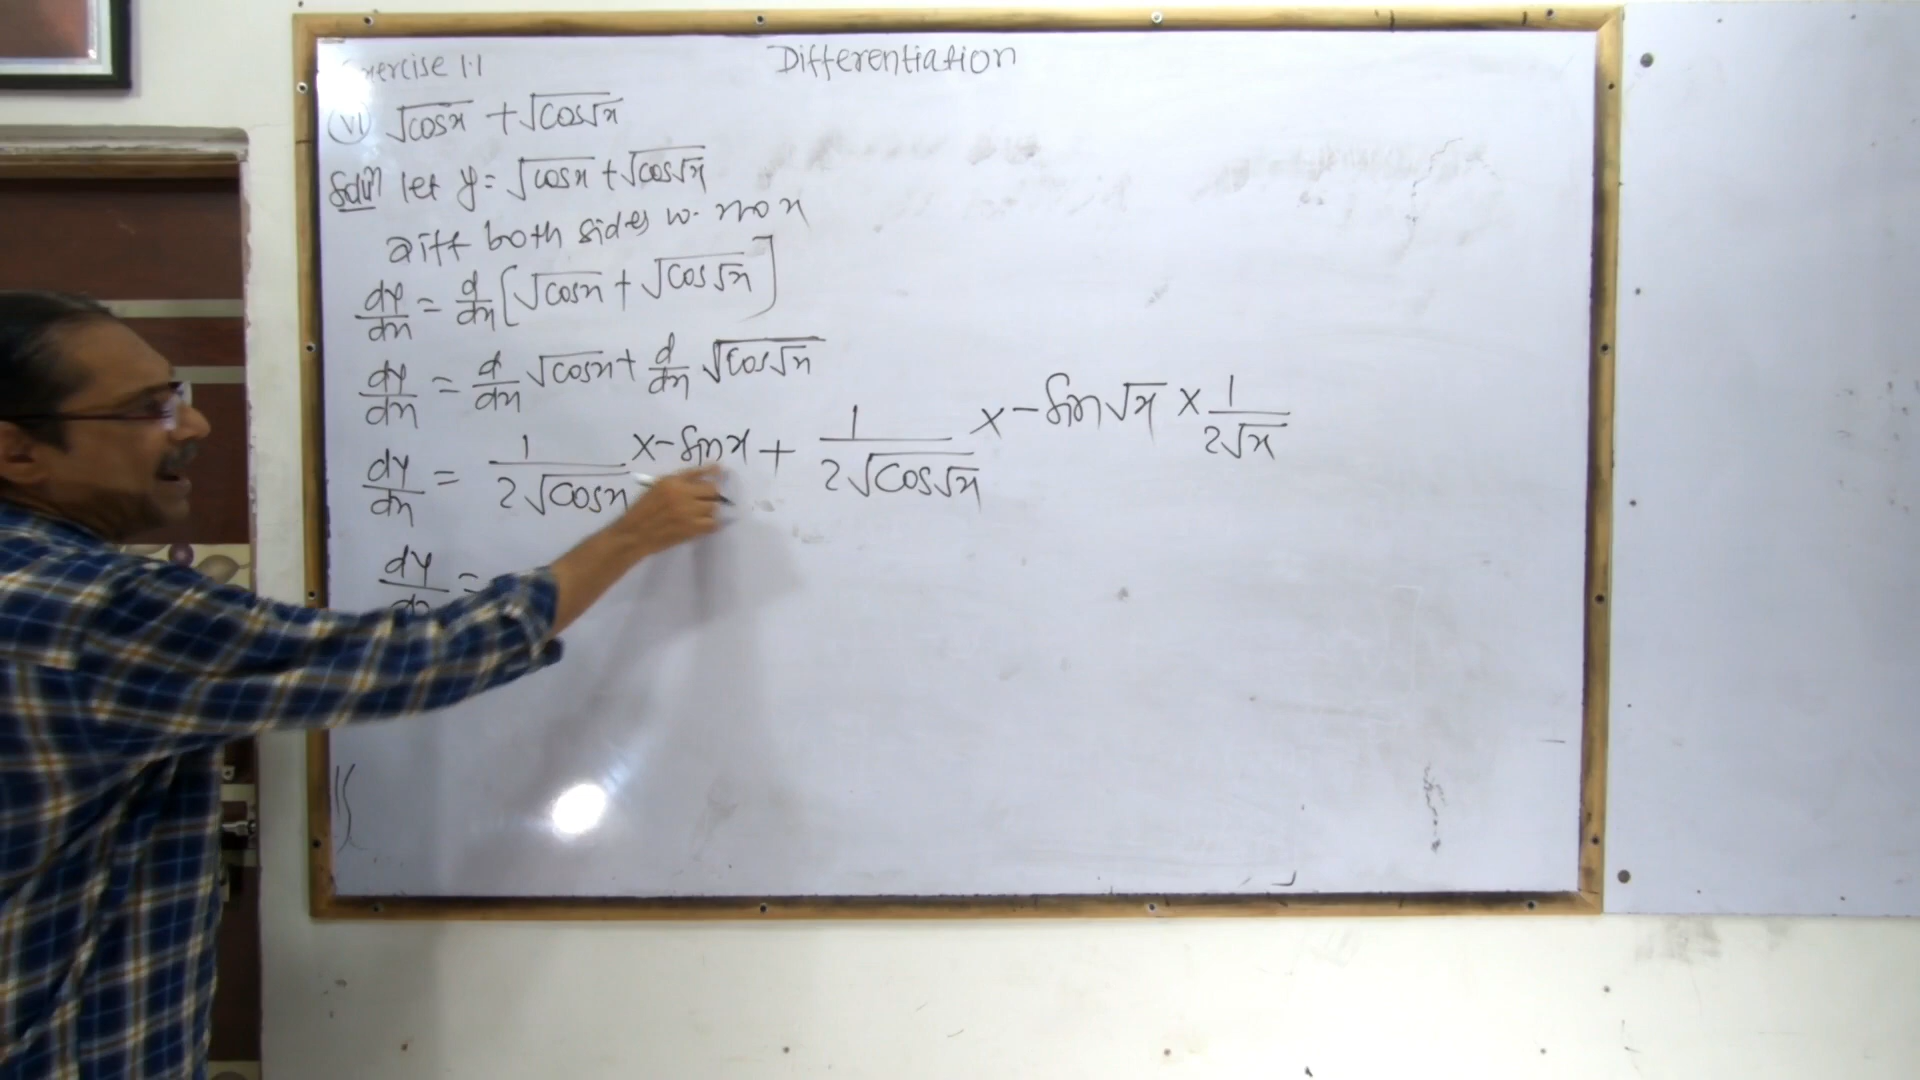 Exercise 1.1
Differentiation
(vi) √cosx + √cos√x
Soln let y = √cosx + √cos√x
diff both sides w.r.to x
dy/dx = d/dx [√cosx + √cos√x]
dy/dx = d/dx √cosx + d/dx √cos√x
dy/dx = 1/2√cosx × -sinx + 1/2√cos√x × -sin√x × 1/2√x
dy/dx =